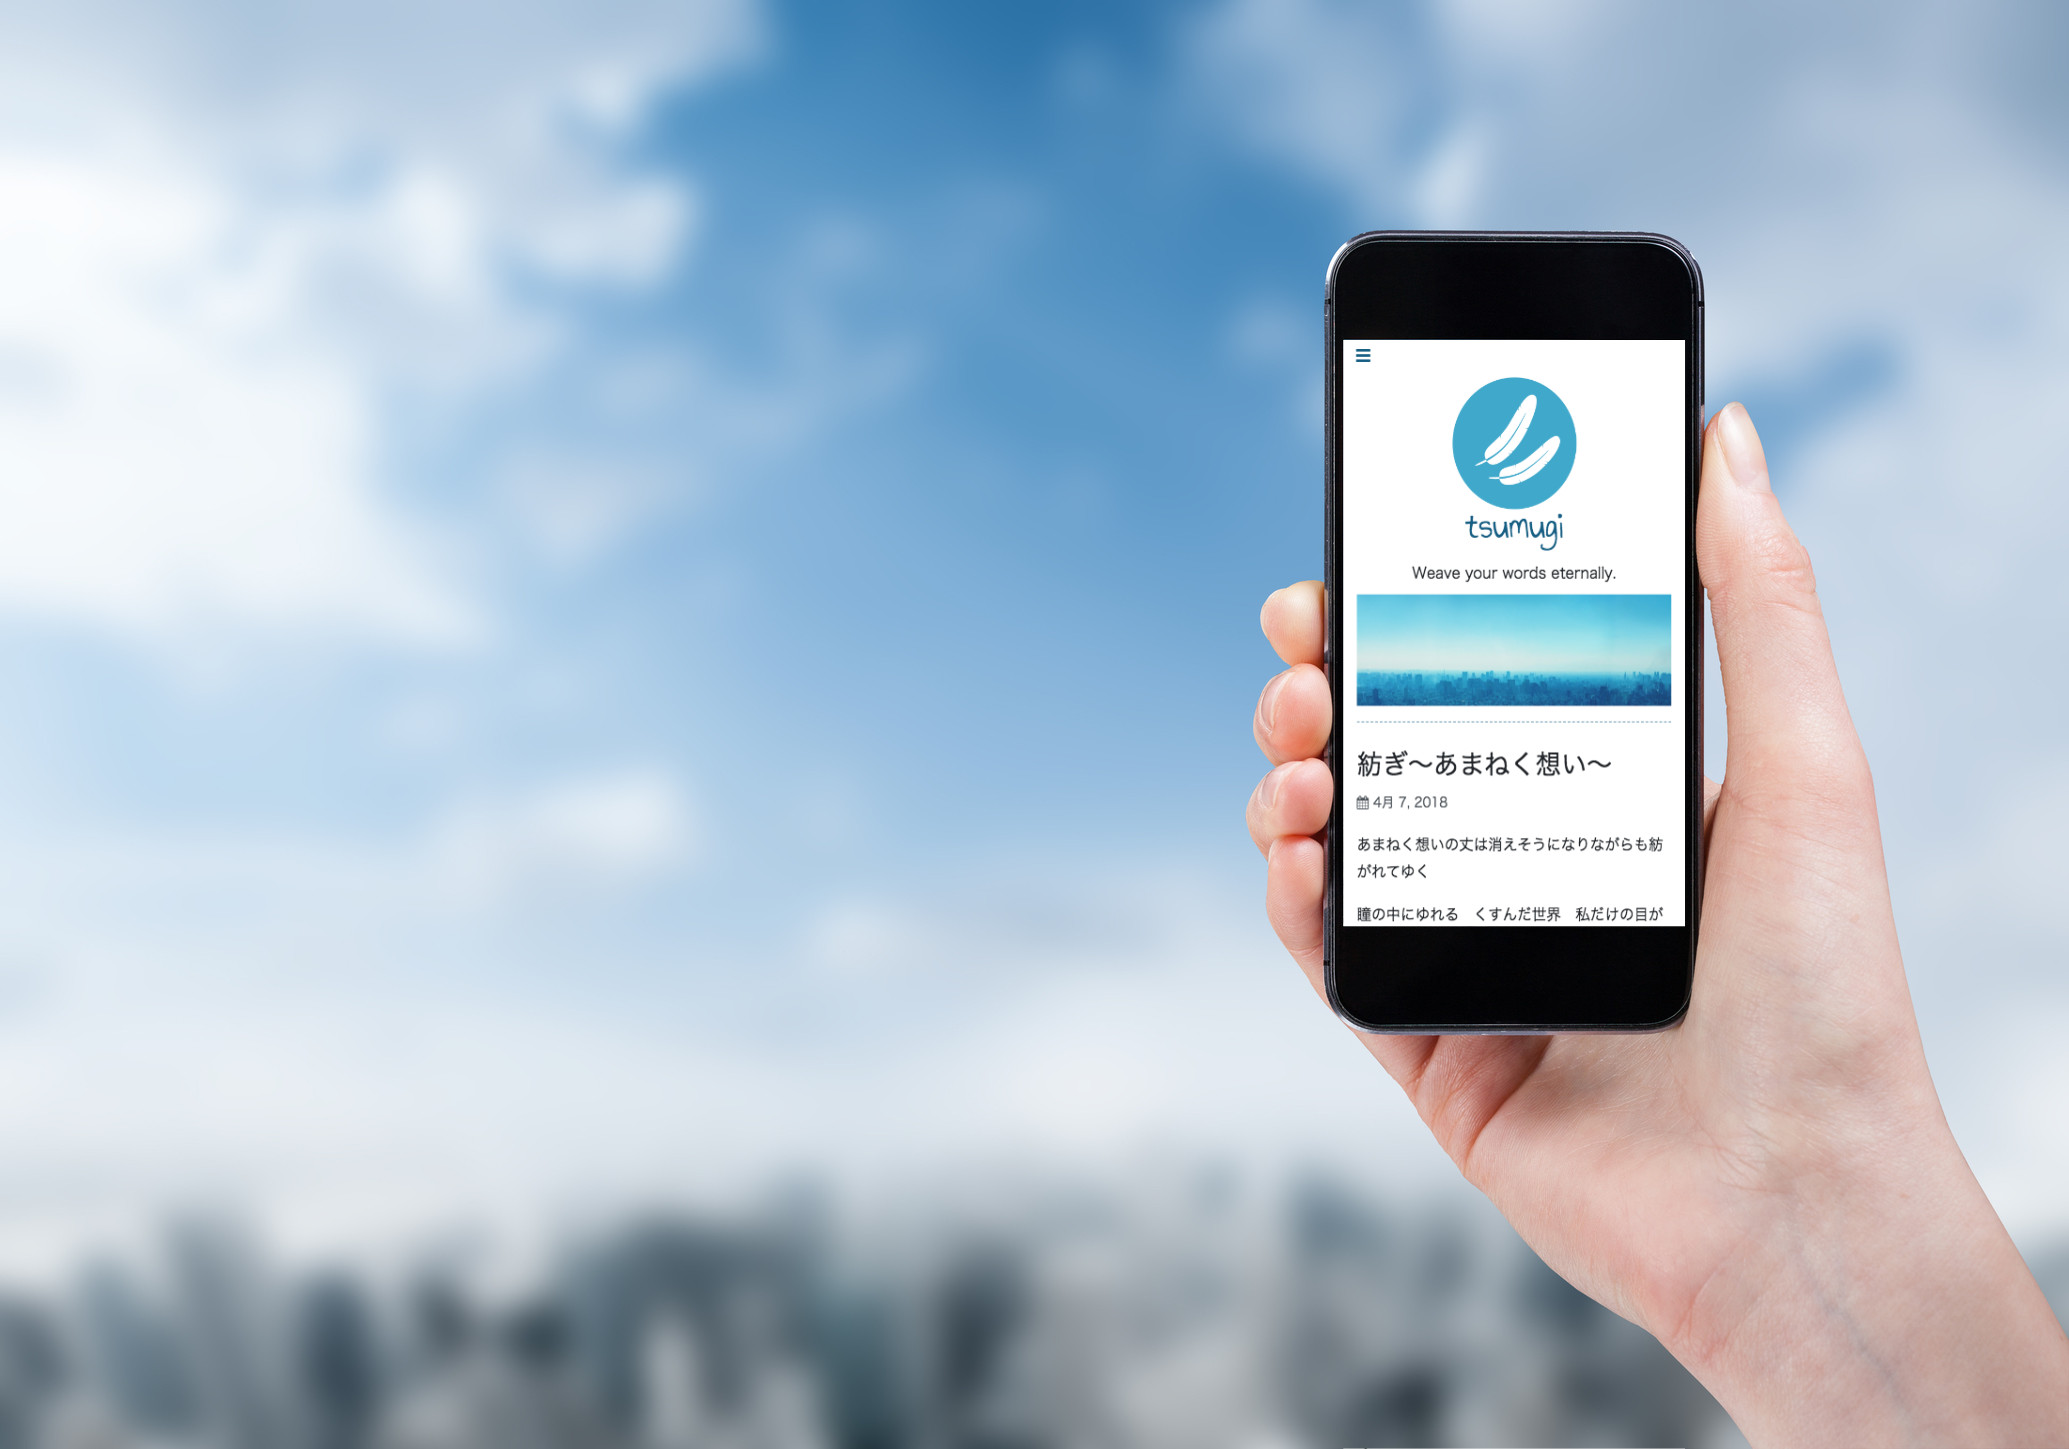 tsumugi
Weave your words eternally.
紡ぎ〜あまねく想い〜
4月 7, 2018
あまねく想いの丈は消えそうになりながらも紡
がれてゆく
瞳の中にゆれる　くすんだ世界　私だけの目が